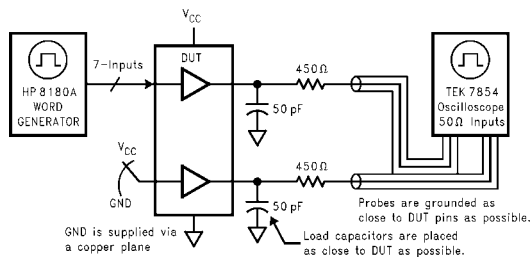 VCC
7-Inputs
DUT
HP 8180A
WORD
GENERATOR
450Ω
50 pF
TEK 7854
Oscilloscope
50Ω Inputs
VCC
GND
450Ω
50 pF
GND is supplied via
a copper plane
Load capacitors are placed
as close to DUT as possible.
Probes are grounded as
close to DUT pins as possible.